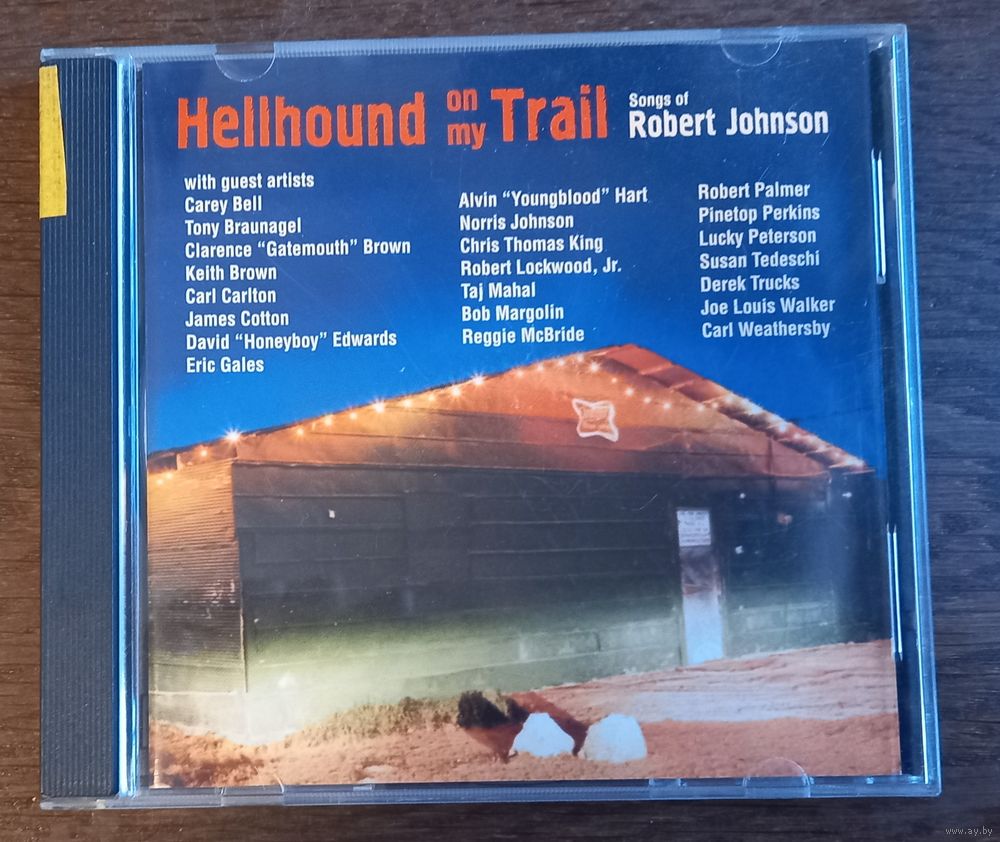 Hellhound on my Trail
Songs of
Robert Johnson
with guest artists
Carey Bell
Tony Braunagel
Clarence "Gatemouth" Brown
Keith Brown
Carl Carlton
James Cotton
David "Honeyboy" Edwards
Eric Gales
Alvin "Youngblood" Hart
Norris Johnson
Chris Thomas King
Robert Lockwood, Jr.
Taj Mahal
Bob Margolin
Reggie McBride
Robert Palmer
Pinetop Perkins
Lucky Peterson
Susan Tedeschi
Derek Trucks
Joe Louis Walker
Carl Weathersby
www.ay.by